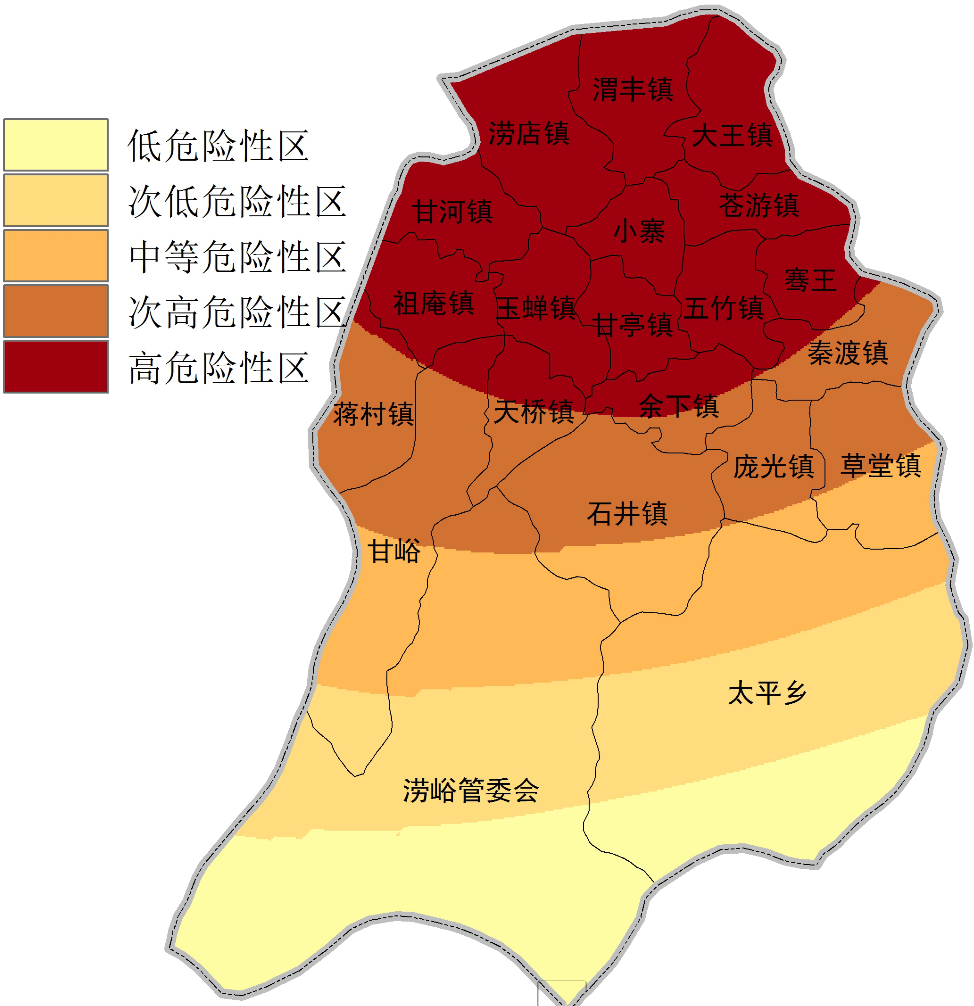 低危险性区
次低危险性区
中等危险性区
次高危险性区
高危险性区
渭丰镇
涝店镇
大王镇
甘河镇
苍游镇
小寨
骞王
祖庵镇
玉蝉镇
五竹镇
甘亭镇
秦渡镇
蒋村镇
天桥镇
余下镇
庞光镇
草堂镇
石井镇
甘峪
太平乡
涝峪管委会